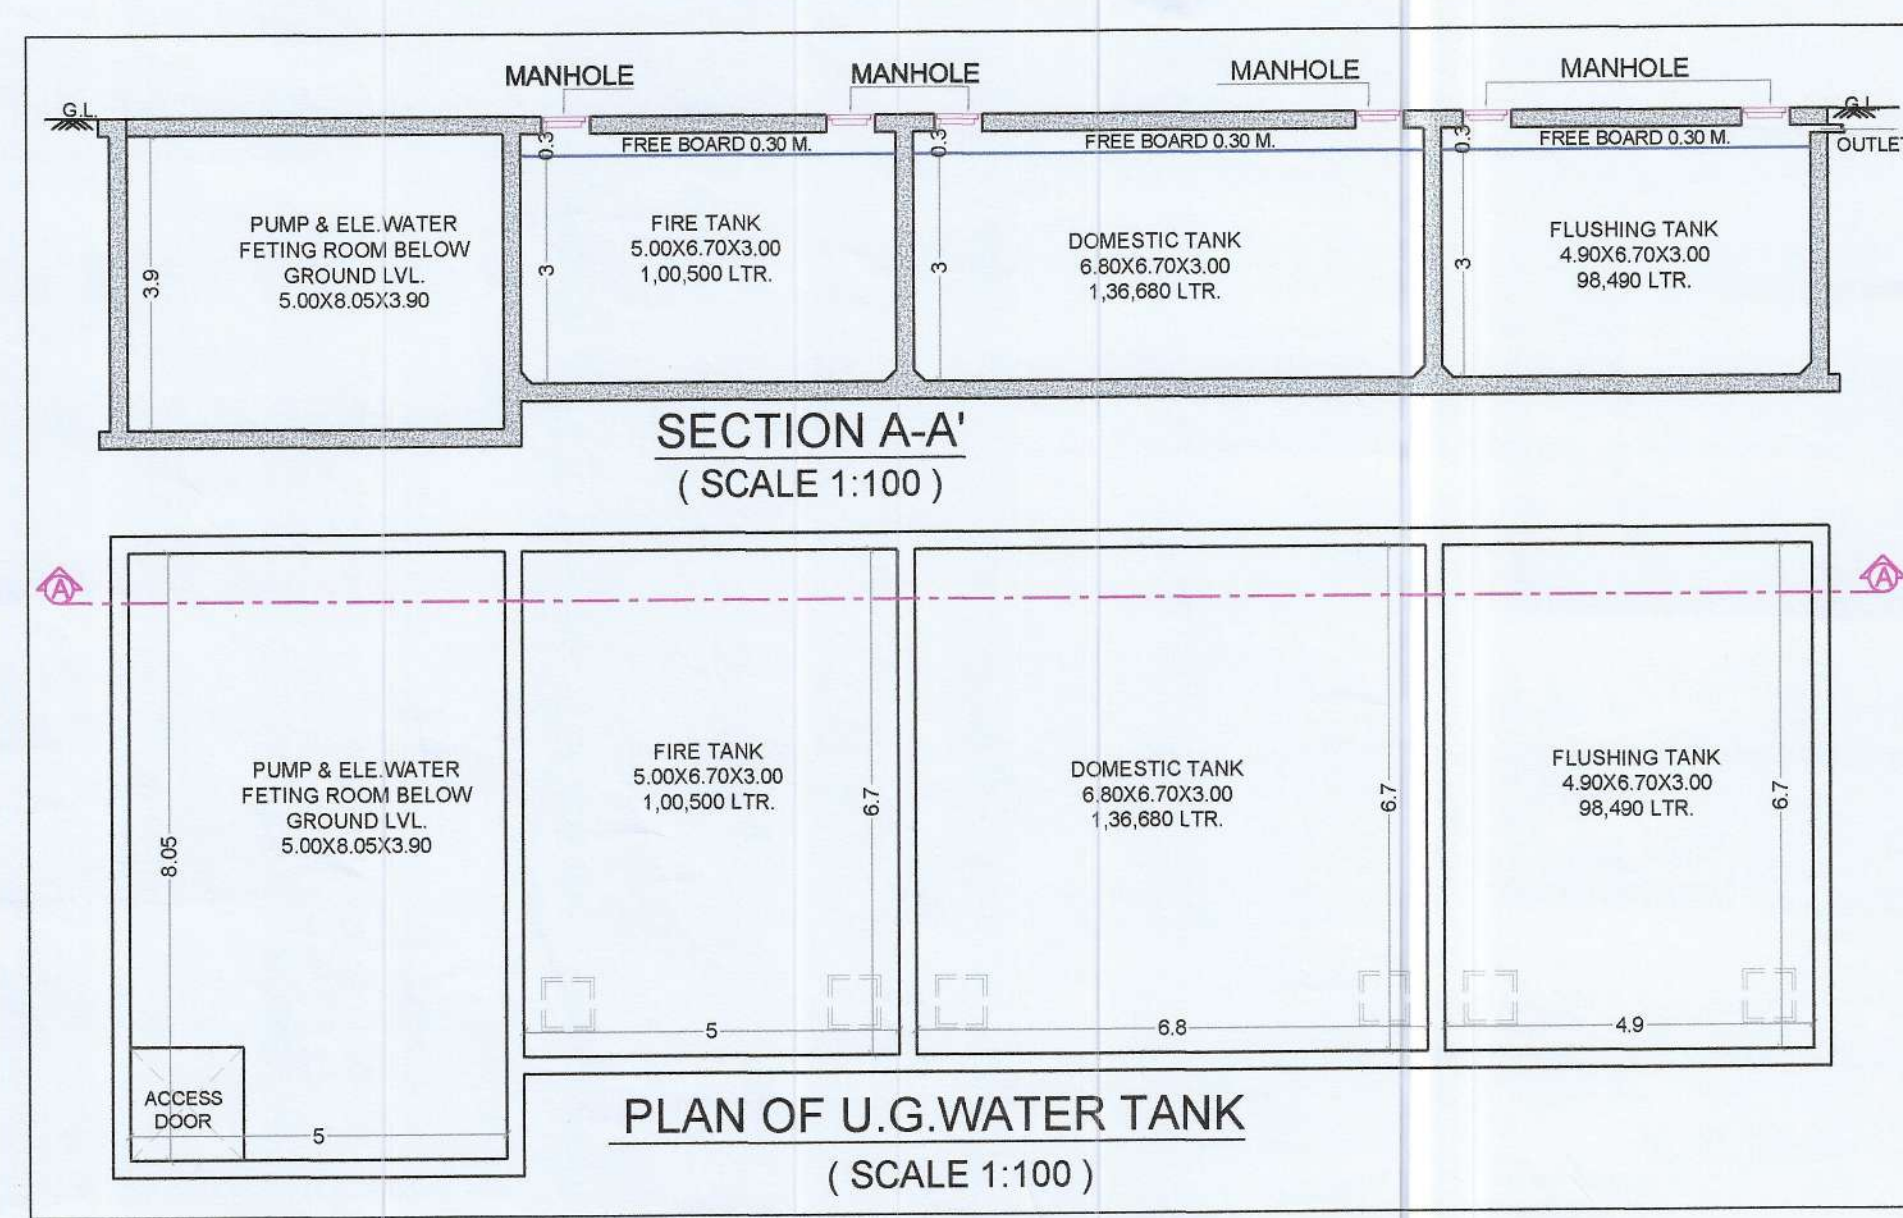 MANHOLE
MANHOLE
MANHOLE
MANHOLE
G.L.
G.L.
OUTLET
0.3
FREE BOARD 0.30 M.
0.3
FREE BOARD 0.30 M.
0.3
FREE BOARD 0.30 M.
3.9
PUMP & ELE.WATER
FETING ROOM BELOW
GROUND LVL.
5.00X8.05X3.90
3
FIRE TANK
5.00X6.70X3.00
1,00,500 LTR.
3
DOMESTIC TANK
6.80X6.70X3.00
1,36,680 LTR.
3
FLUSHING TANK
4.90X6.70X3.00
98,490 LTR.
SECTION A-A'
( SCALE 1:100 )
A
A
8.05
PUMP & ELE.WATER
FETING ROOM BELOW
GROUND LVL.
5.00X8.05X3.90
FIRE TANK
5.00X6.70X3.00
1,00,500 LTR.
6.7
DOMESTIC TANK
6.80X6.70X3.00
1,36,680 LTR.
6.7
FLUSHING TANK
4.90X6.70X3.00
98,490 LTR.
6.7
5
6.8
4.9
ACCESS
DOOR
5
PLAN OF U.G.WATER TANK
( SCALE 1:100 )